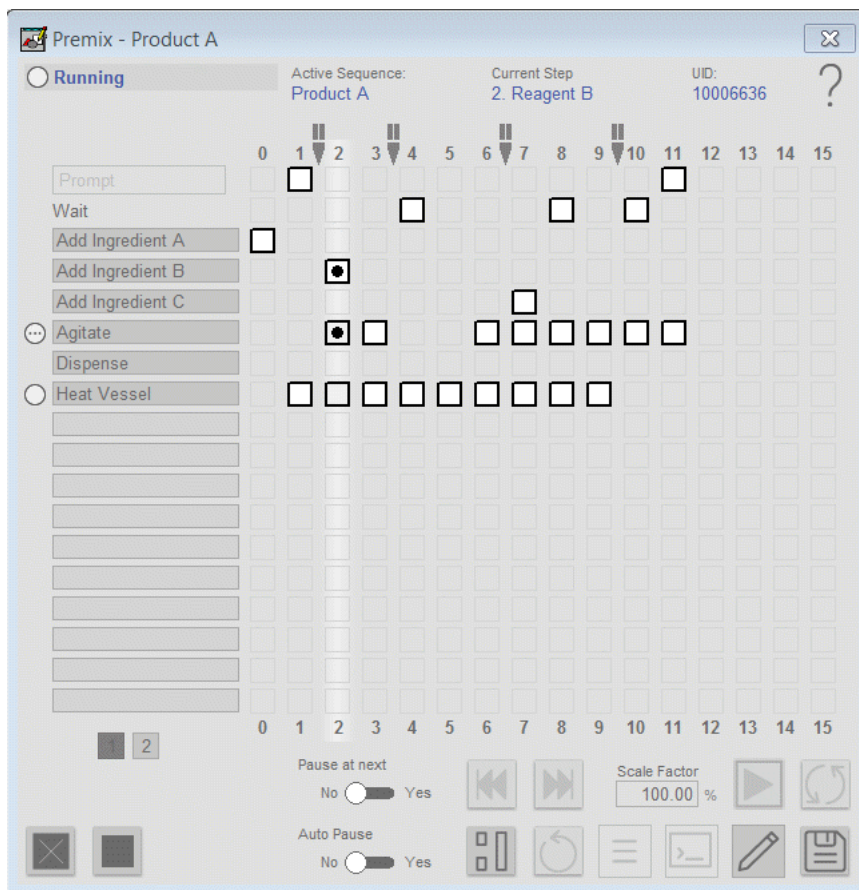 Premix - Product A
Running
Active Sequence:
Product A
Current Step
2. Reagent B
UID:
10006636
?
0 1 2 3 4 5 6 7 8 9 10 11 12 13 14 15
Prompt
Wait
Add Ingredient A
Add Ingredient B
Add Ingredient C
Agitate
Dispense
Heat Vessel
0 1 2 3 4 5 6 7 8 9 10 11 12 13 14 15
1 2
Pause at next
No Yes
Scale Factor
100.00 %
Auto Pause
No Yes